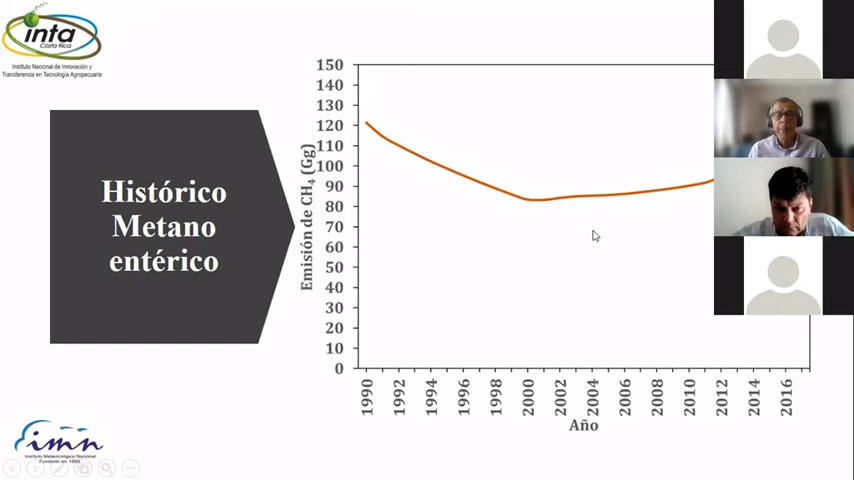 inta
Costa Rica
Instituto Nacional de Innovación y
Transferencia en Tecnología Agropecuaria
Histórico
Metano
entérico
Emisión de CH₄ (Gg)
150
140
130
120
110
100
90
80
70
60
50
40
30
20
10
0
1990
1992
1994
1996
1998
2000
2002
2004
2006
2008
2010
2012
2014
2016
Año
imn
Instituto Meteorológico Nacional
Fundado en 1888